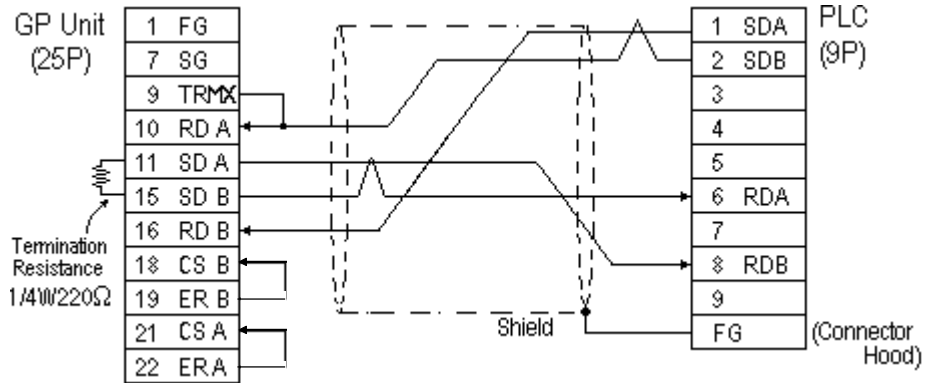 GP Unit
(25P)
1 FG
7 SG
9 TRMX
10 RD A
11 SD A
15 SD B
16 RD B
18 CS B
19 ER B
21 CS A
22 ERA
Termination
Resistance
1/4W220Ω
Shield
PLC
(9P)
1 SDA
2 SDB
3
4
5
6 RDA
7
8 RDB
9
FG
(Connector
Hood)